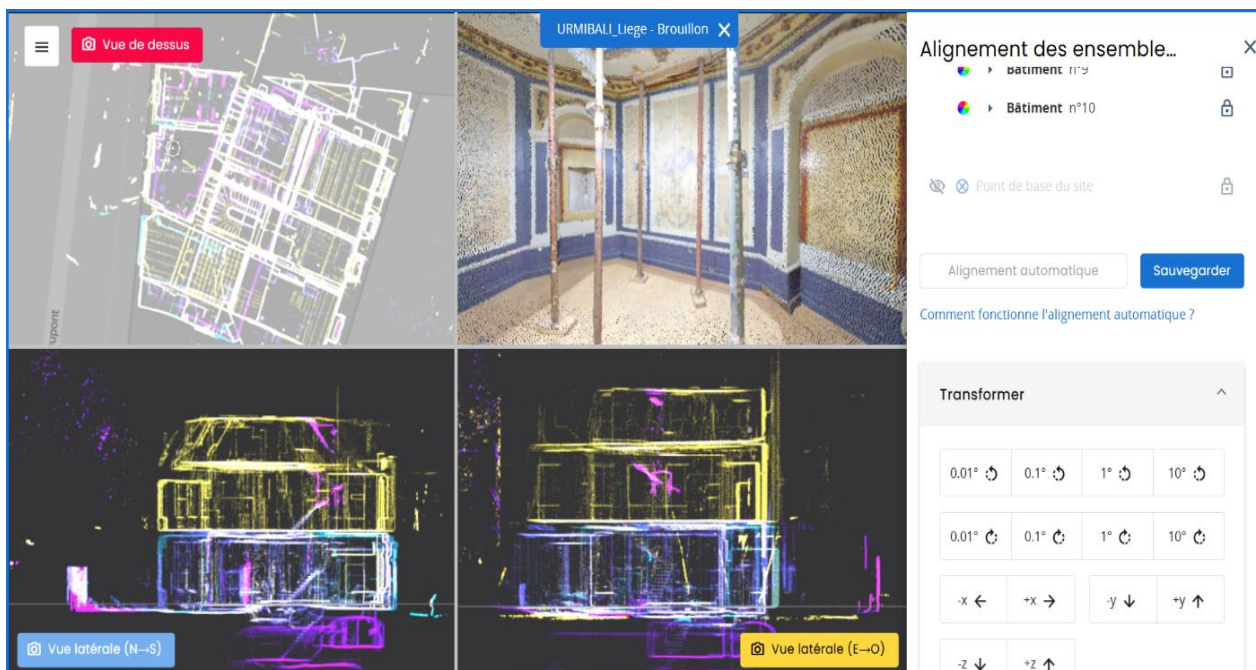 Vue de dessus
URMIBALI_Liege - Brouillon X
upont
Vue latérale (N→S)
Vue latérale (E→O)
Alignement des ensemble... X
Bâtiment n°9
Bâtiment n°10
Point de base du site
Alignement automatique
Sauvegarder
Comment fonctionne l'alignement automatique ?
Transformer
0.01° 0.1° 1° 10°
0.01° 0.1° 1° 10°
-x ← +x → -y ↓ +y ↑
-z ↓ +z ↑